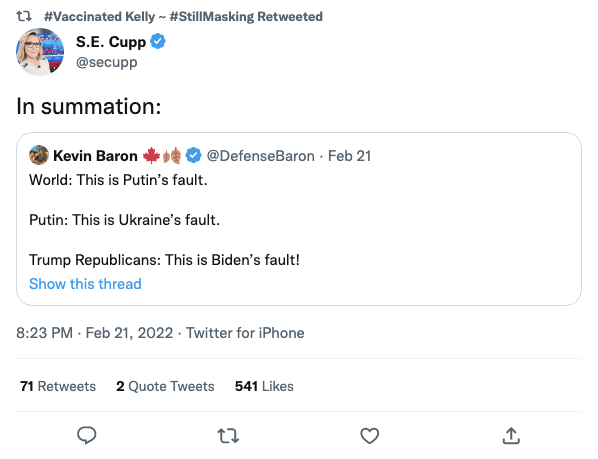 #Vaccinated Kelly ~ #StillMasking Retweeted
S.E. Cupp
@secupp
In summation:
Kevin Baron 🍁🍂 @DefenseBaron · Feb 21
World: This is Putin’s fault.
Putin: This is Ukraine’s fault.
Trump Republicans: This is Biden’s fault!
Show this thread
8:23 PM · Feb 21, 2022 · Twitter for iPhone
71 Retweets 2 Quote Tweets 541 Likes